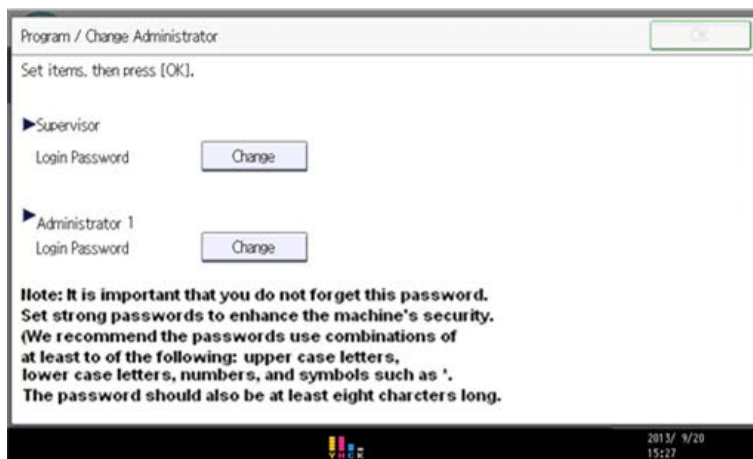 Program / Change Administrator
OK
Set items, then press [OK].
▶Supervisor
Login Password Change
▶Administrator 1
Login Password Change
Note: It is important that you do not forget this password.
Set strong passwords to enhance the machine's security.
(We recommend the passwords use combinations of
at least to of the following: upper case letters,
lower case letters, numbers, and symbols such as '.
The password should also be at least eight charcters long.
Y M C K
2013/ 9/20
15:27